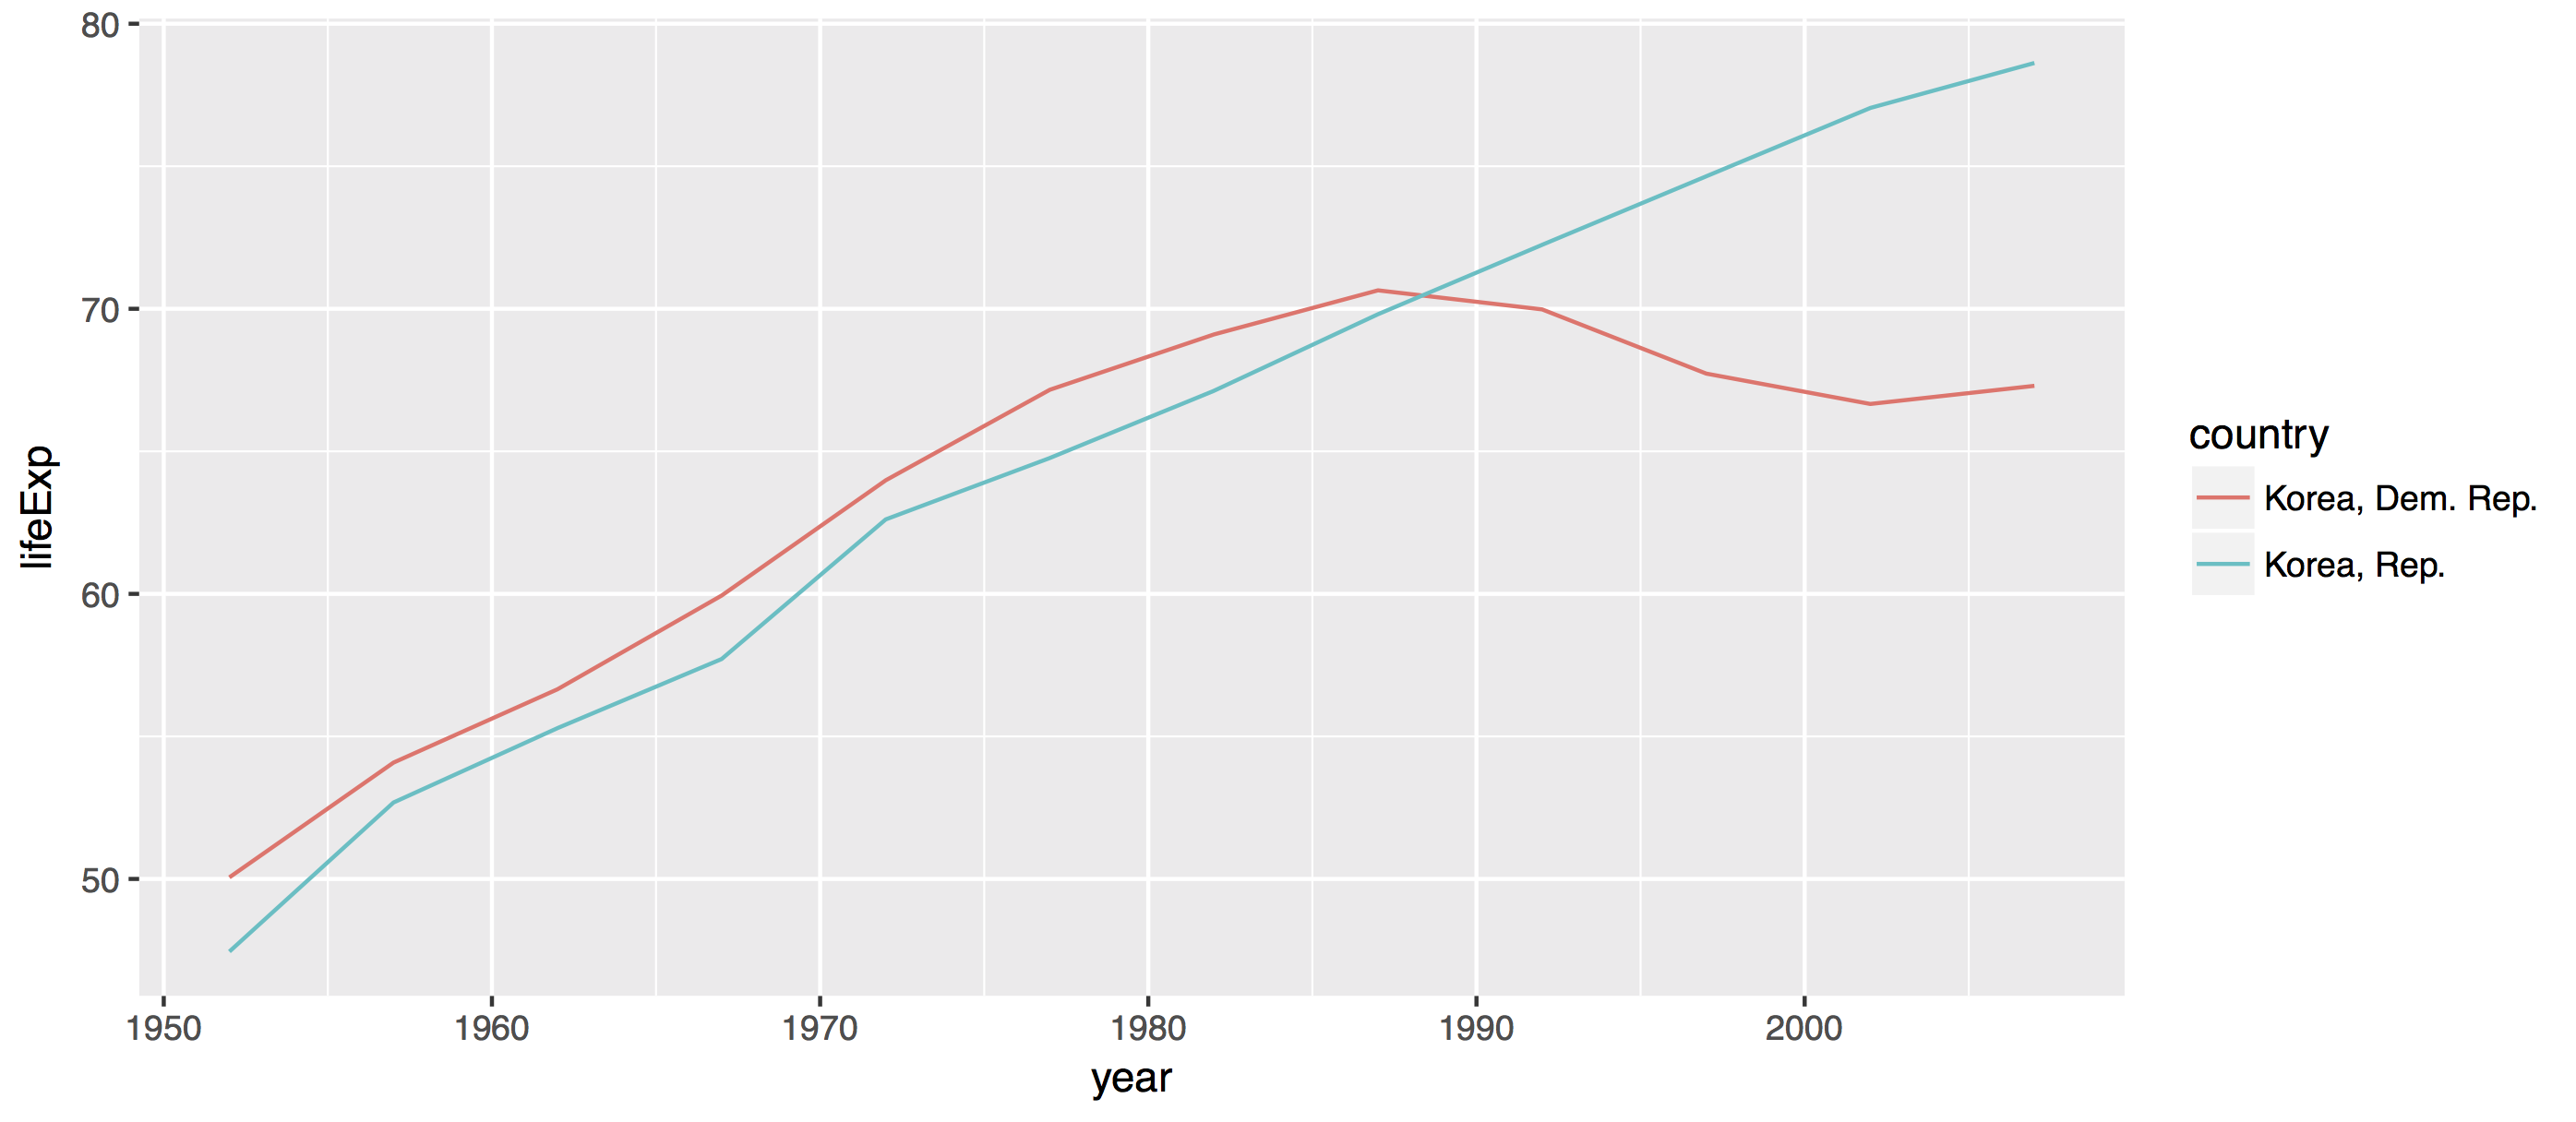 80
70
60
50
lifeExp
1950 1960 1970 1980 1990 2000
year
country
Korea, Dem. Rep.
Korea, Rep.